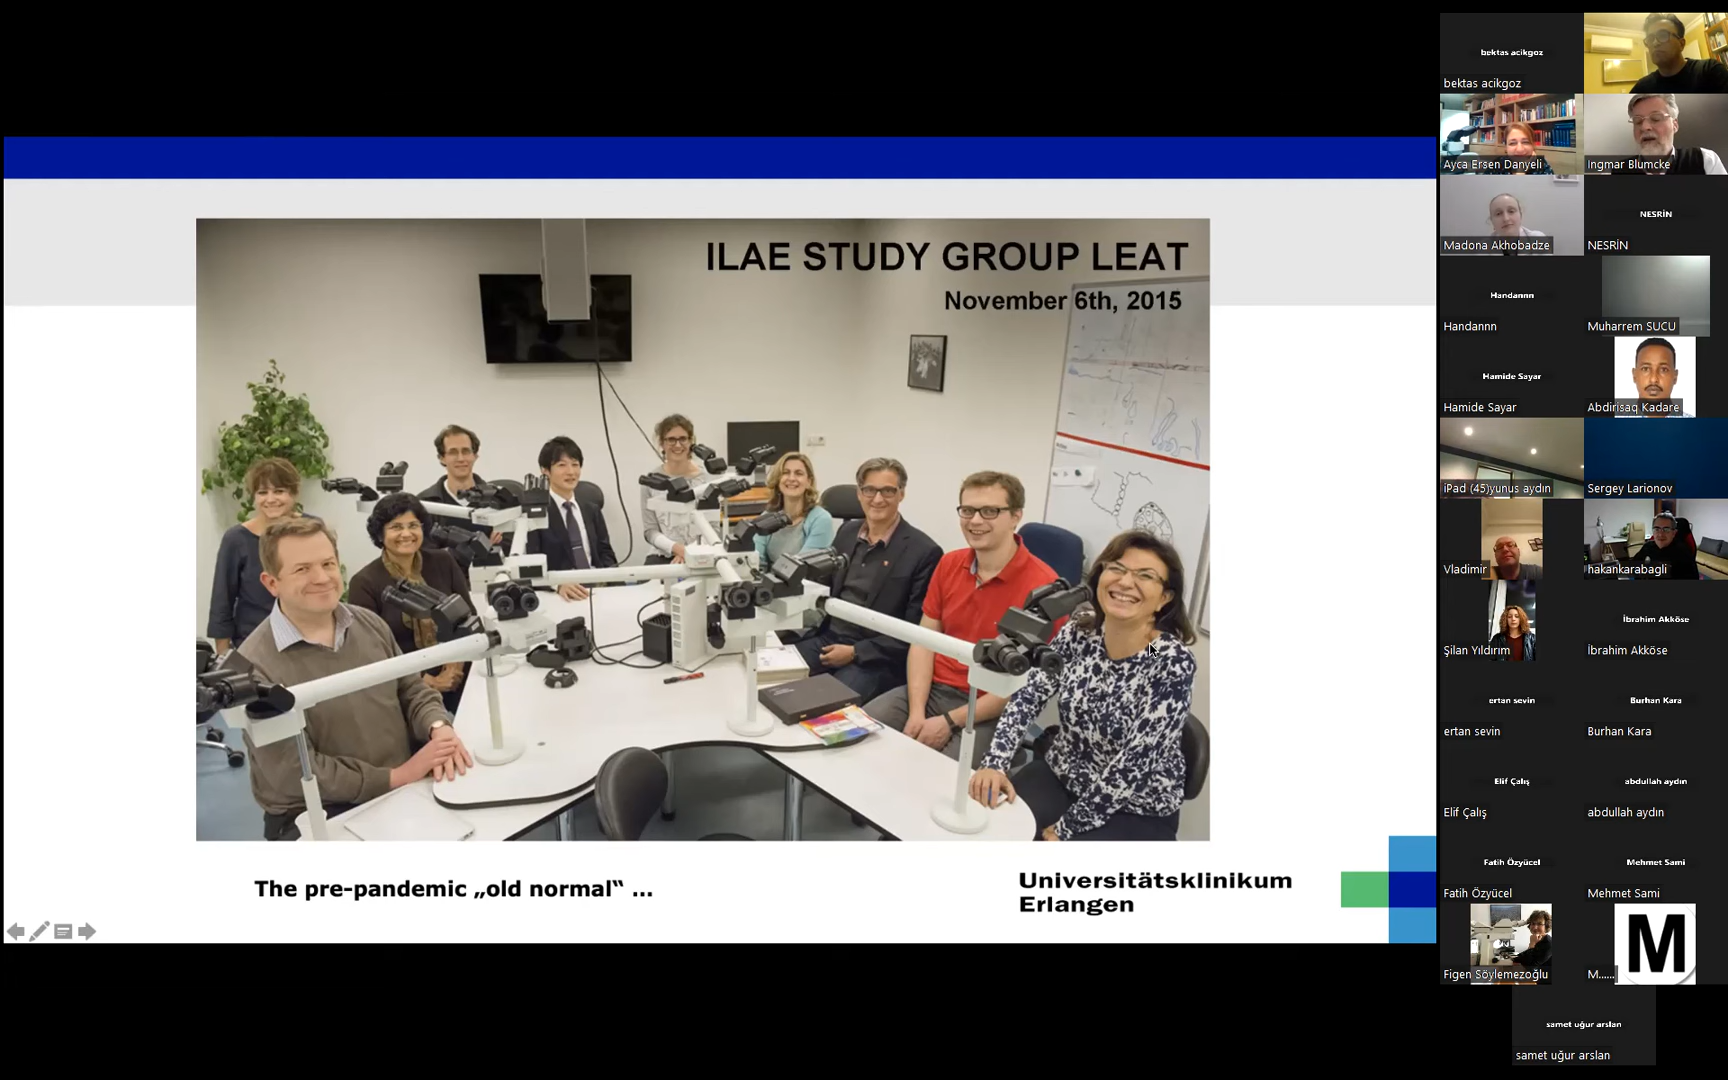 ILAE STUDY GROUP LEAT
November 6th, 2015
The pre-pandemic „old normal“ ...
Universitätsklinikum
Erlangen
bektas acikgoz
bektas acikgoz
Ayca Ersen Danyeli
Ingmar Blumcke
Madona Akhobadze
NESRİN
NESRİN
Handannn
Handannn
Muharrem SUCU
Hamide Sayar
Hamide Sayar
Abdirisaq Kadare
iPad (45)yunus aydın
Sergey Larionov
Vladimir
hakankarabagli
Şilan Yıldırım
İbrahim Akköse
İbrahim Akköse
ertan sevin
ertan sevin
Burhan Kara
Burhan Kara
Elif Çalış
Elif Çalış
abdullah aydın
abdullah aydın
Fatih Özyücel
Fatih Özyücel
Mehmet Sami
Mehmet Sami
Figen Söylemezoğlu
M
M......
samet uğur arslan
samet uğur arslan